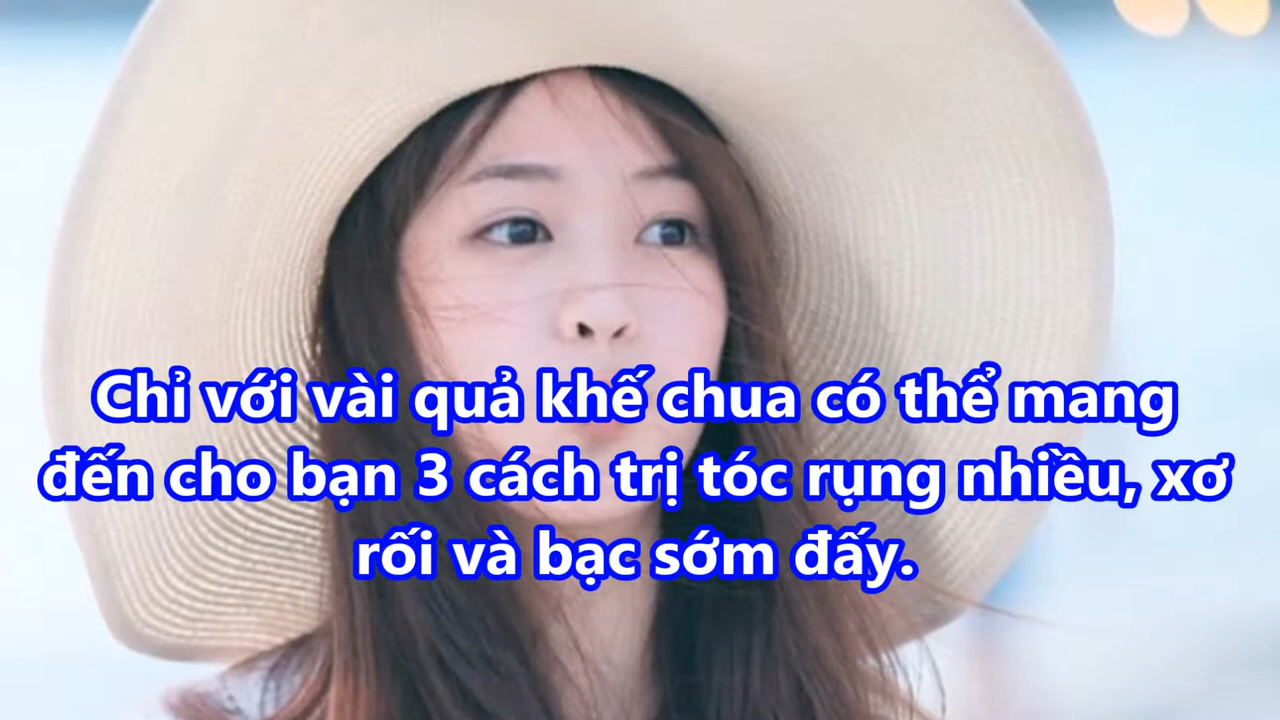 Chỉ với vài quả khế chua có thể mang
đến cho bạn 3 cách trị tóc rụng nhiều, xơ
rối và bạc sớm đấy.